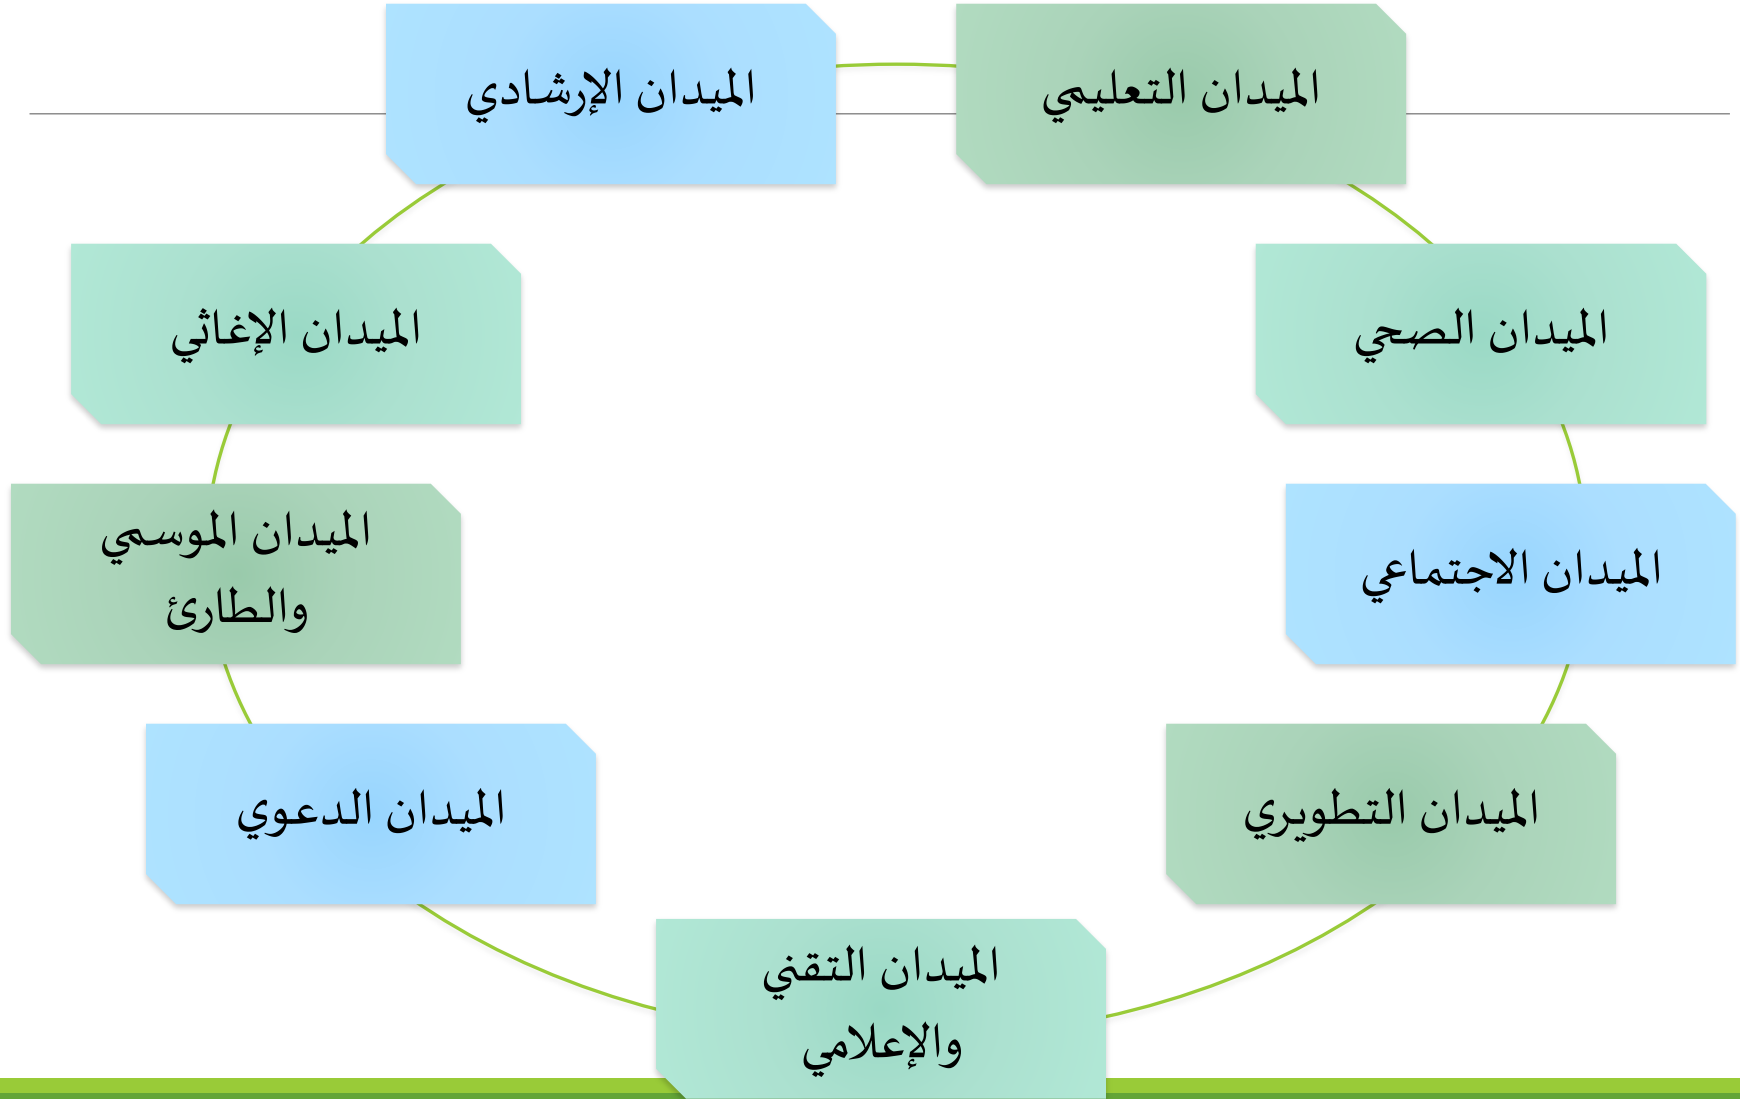 الميدان التعليمي
الميدان الإرشادي
الميدان الصحي
الميدان الإغاثي
الميدان الاجتماعي
الميدان الموسمي
والطارئ
الميدان التطويري
الميدان الدعوي
الميدان التقني
والإعلامي